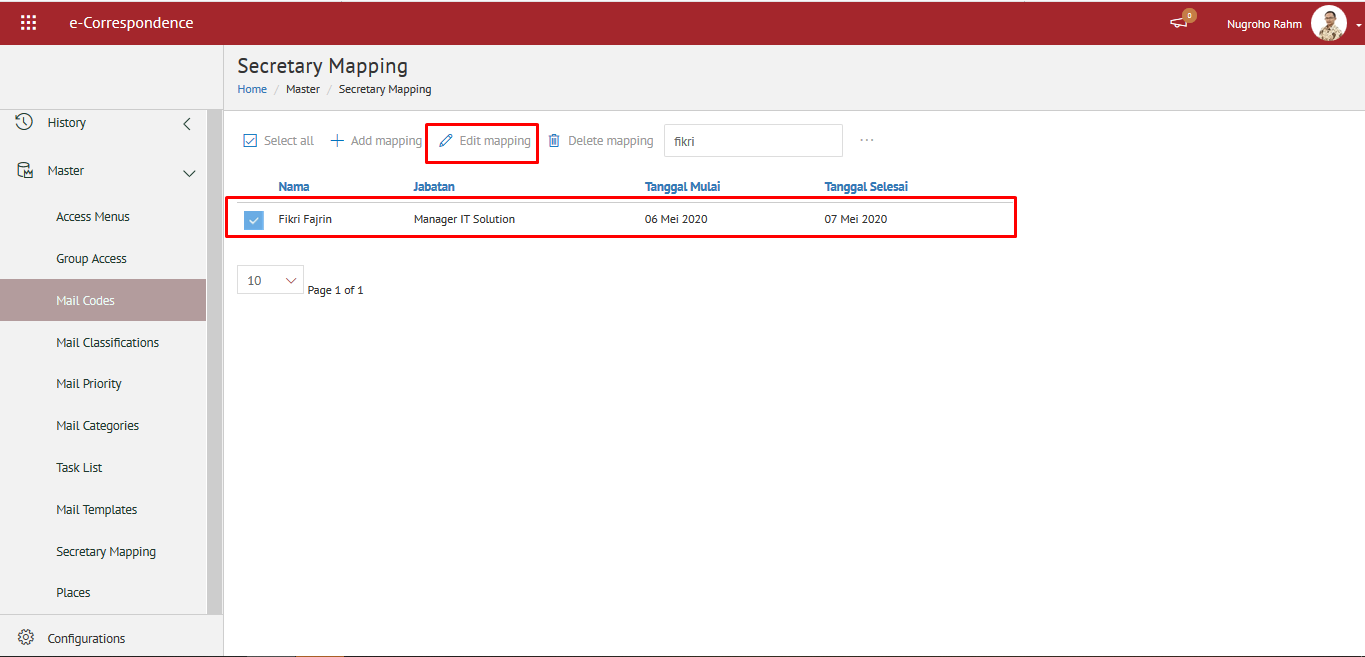 e-Correspondence
0
Nugroho Rahm
Secretary Mapping
Home / Master / Secretary Mapping
History
Master
Access Menus
Group Access
Mail Codes
Mail Classifications
Mail Priority
Mail Categories
Task List
Mail Templates
Secretary Mapping
Places
Configurations
Select all Add mapping Edit mapping Delete mapping fikri ...
Nama Jabatan Tanggal Mulai Tanggal Selesai
Fikri Fajrin Manager IT Solution 06 Mei 2020 07 Mei 2020
10 Page 1 of 1